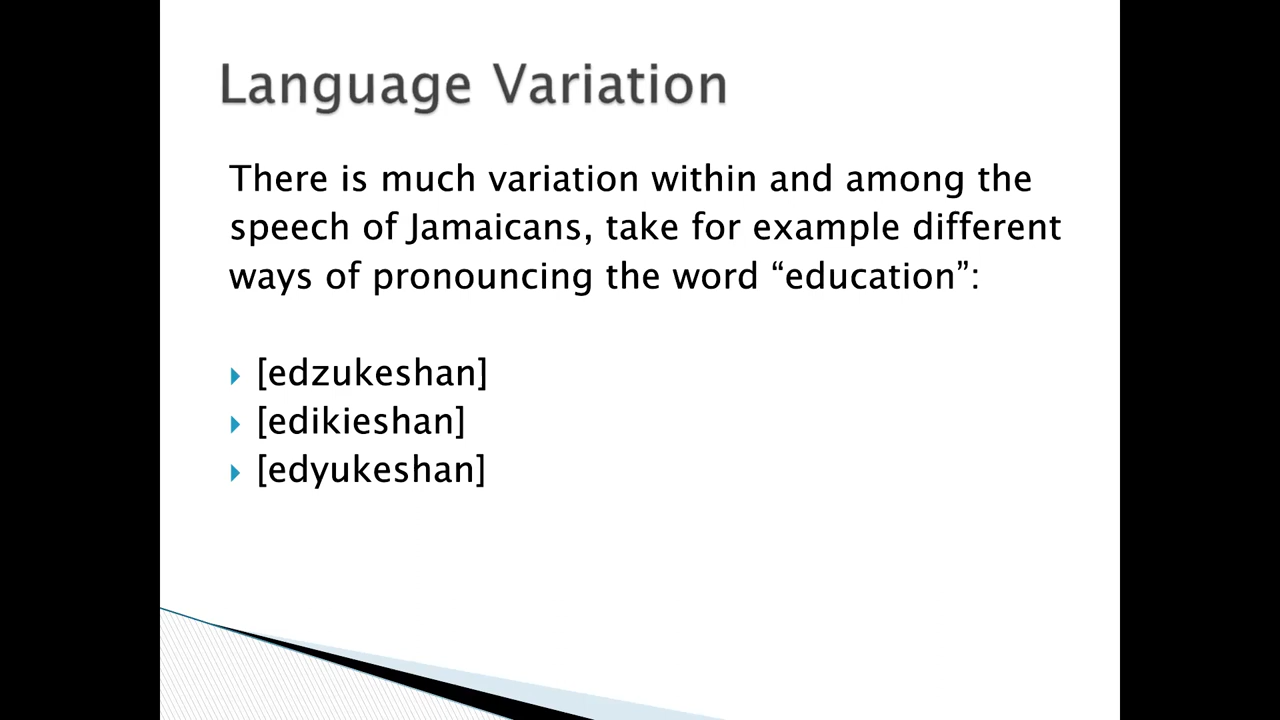 Language Variation
There is much variation within and among the
speech of Jamaicans, take for example different
ways of pronouncing the word “education”:
[edzukeshan]
[edikieshan]
[edyukeshan]